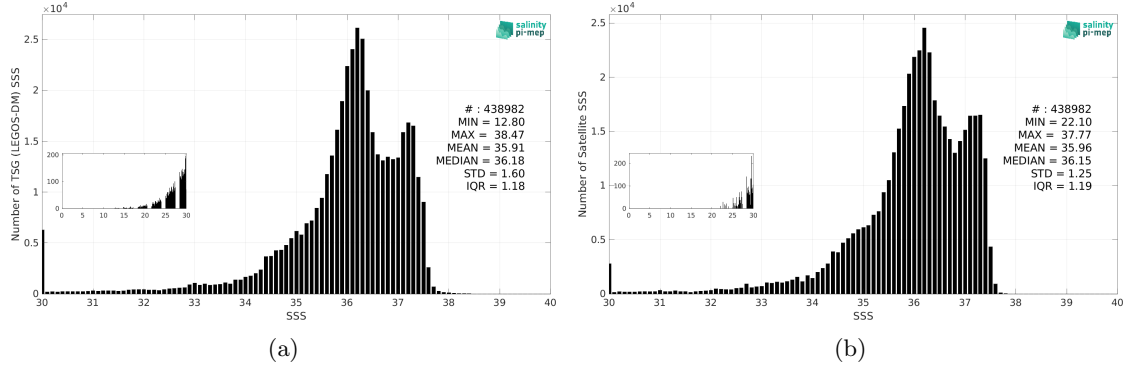 ×10⁴
salinity
pi-mep
Number of TSG (LEGOS-DM) SSS
# : 438982
MIN = 12.80
MAX = 38.47
MEAN = 35.91
MEDIAN = 36.18
STD = 1.60
IQR = 1.18
2.5
2
1.5
1
0.5
0
200
100
0
0 5 10 15 20 25 30
30 31 32 33 34 35 36 37 38 39 40
SSS
(a)
×10⁴
salinity
pi-mep
Number of Satellite SSS
# : 438982
MIN = 22.10
MAX = 37.77
MEAN = 35.96
MEDIAN = 36.15
STD = 1.25
IQR = 1.19
2.5
2
1.5
1
0.5
0
200
100
0
0 5 10 15 20 25 30
30 31 32 33 34 35 36 37 38 39 40
SSS
(b)